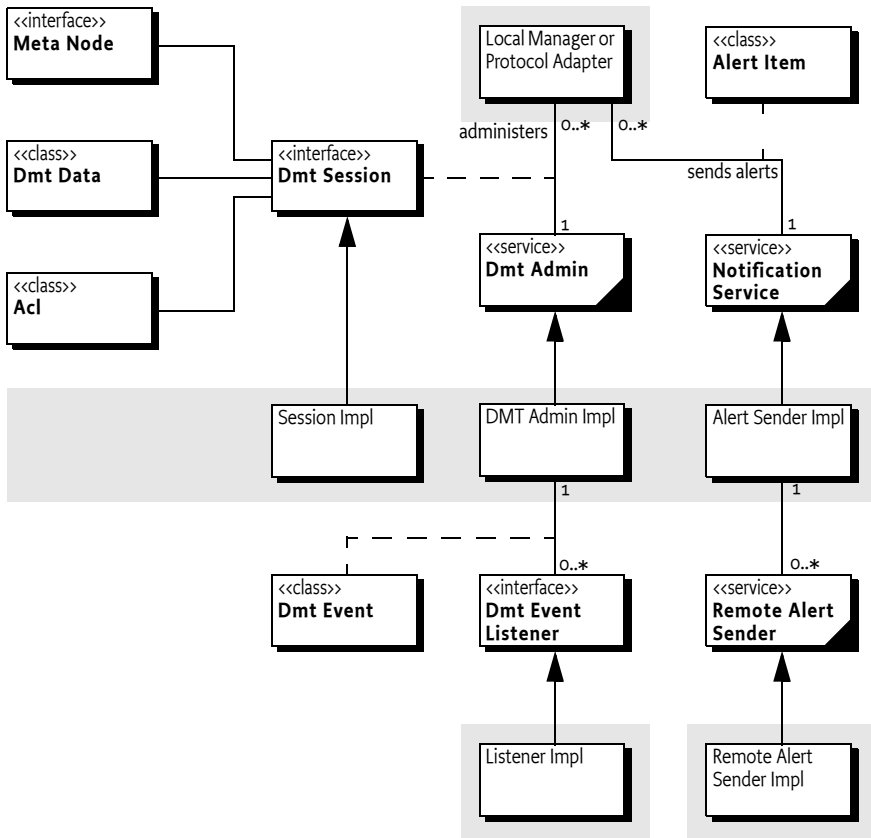 <<interface>>
Meta Node
Local Manager or
Protocol Adapter
<<class>>
Alert Item
administers
0..*
0..*
<<class>>
Dmt Data
<<interface>>
Dmt Session
sends alerts
1
1
<<service>>
Dmt Admin
<<service>>
Notification
Service
<<class>>
Acl
Session Impl
DMT Admin Impl
Alert Sender Impl
1
1
0..*
0..*
<<class>>
Dmt Event
<<interface>>
Dmt Event
Listener
<<service>>
Remote Alert
Sender
Listener Impl
Remote Alert
Sender Impl